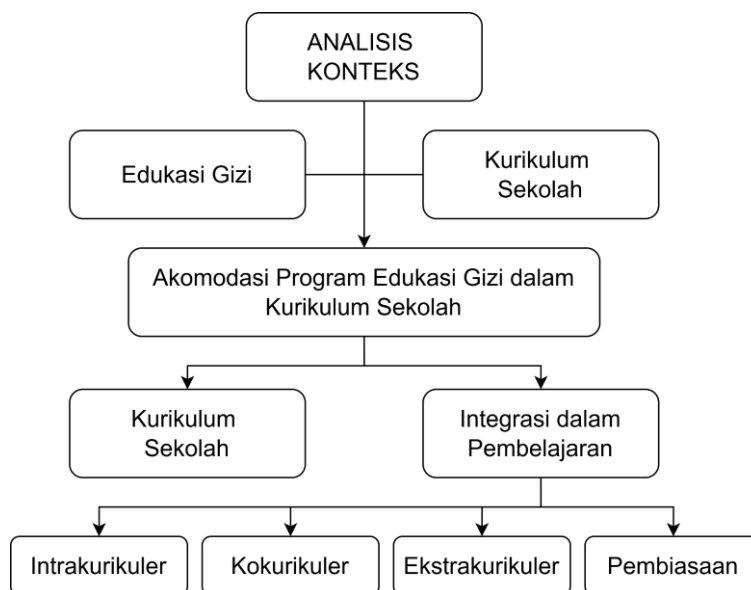 ANALISIS
KONTEKS
Edukasi Gizi
Kurikulum
Sekolah
Akomodasi Program Edukasi Gizi dalam
Kurikulum Sekolah
Kurikulum
Sekolah
Integrasi dalam
Pembelajaran
Intrakurikuler
Kokurikuler
Ekstrakurikuler
Pembiasaan